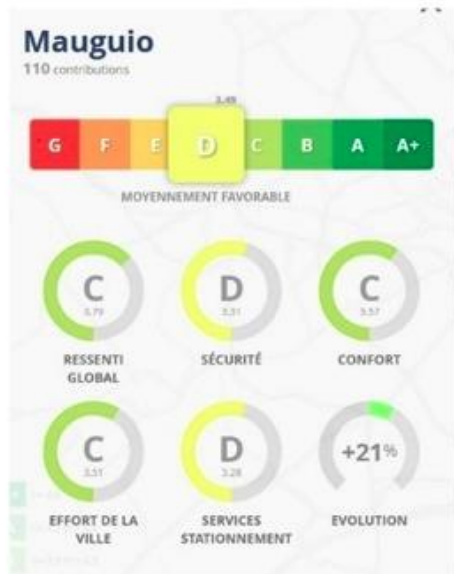 Mauguio
110 contributions
3.49
G F E D C B A A+
MOYENNEMENT FAVORABLE
C D C
3.79 3.31 3.57
RESSENTI GLOBAL
SÉCURITÉ
CONFORT
C D +21%
3.51 3.28
EFFORT DE LA VILLE
SERVICES STATIONNEMENT
EVOLUTION